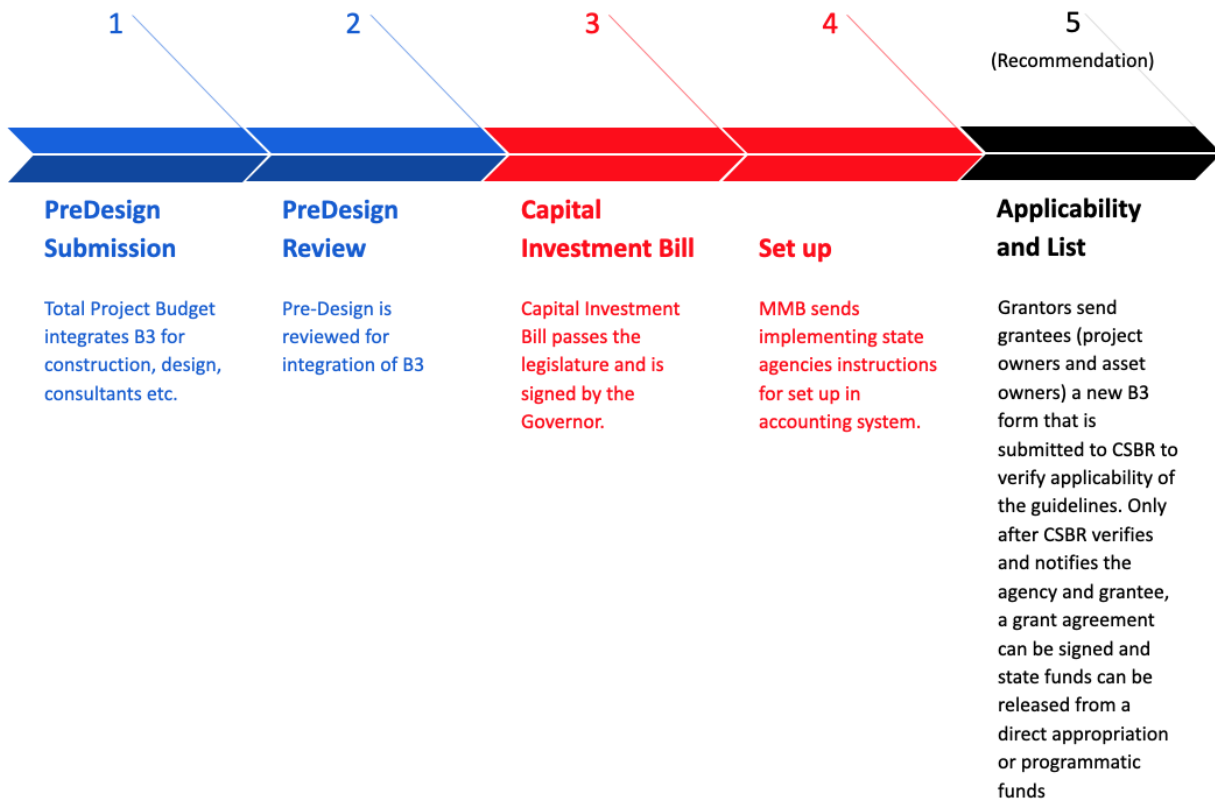 1
2
3
4
5
(Recommendation)
PreDesign
Submission
Total Project Budget
integrates B3 for
construction, design,
consultants etc.
PreDesign
Review
Pre-Design is
reviewed for
integration of B3
Capital
Investment Bill
Capital Investment
Bill passes the
legislature and is
signed by the
Governor.
Set up
MMB sends
implementing state
agencies instructions
for set up in
accounting system.
Applicability
and List
Grantors send
grantees (project
owners and asset
owners) a new B3
form that is
submitted to CSBR to
verify applicability of
the guidelines. Only
after CSBR verifies
and notifies the
agency and grantee,
a grant agreement
can be signed and
state funds can be
released from a
direct appropriation
or programmatic
funds